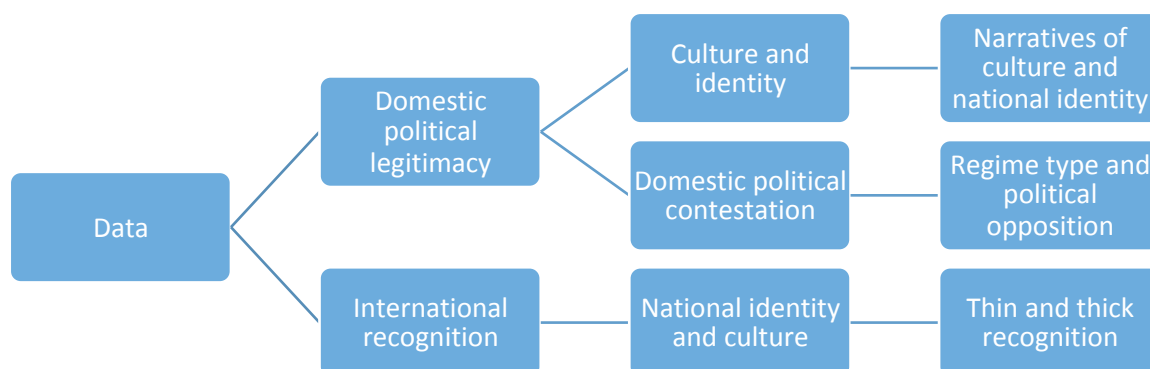 Data
Domestic
political
legitimacy
Culture and
identity
Narratives of
culture and
national identity
Domestic political
contestation
Regime type and
political
opposition
International
recognition
National identity
and culture
Thin and thick
recognition